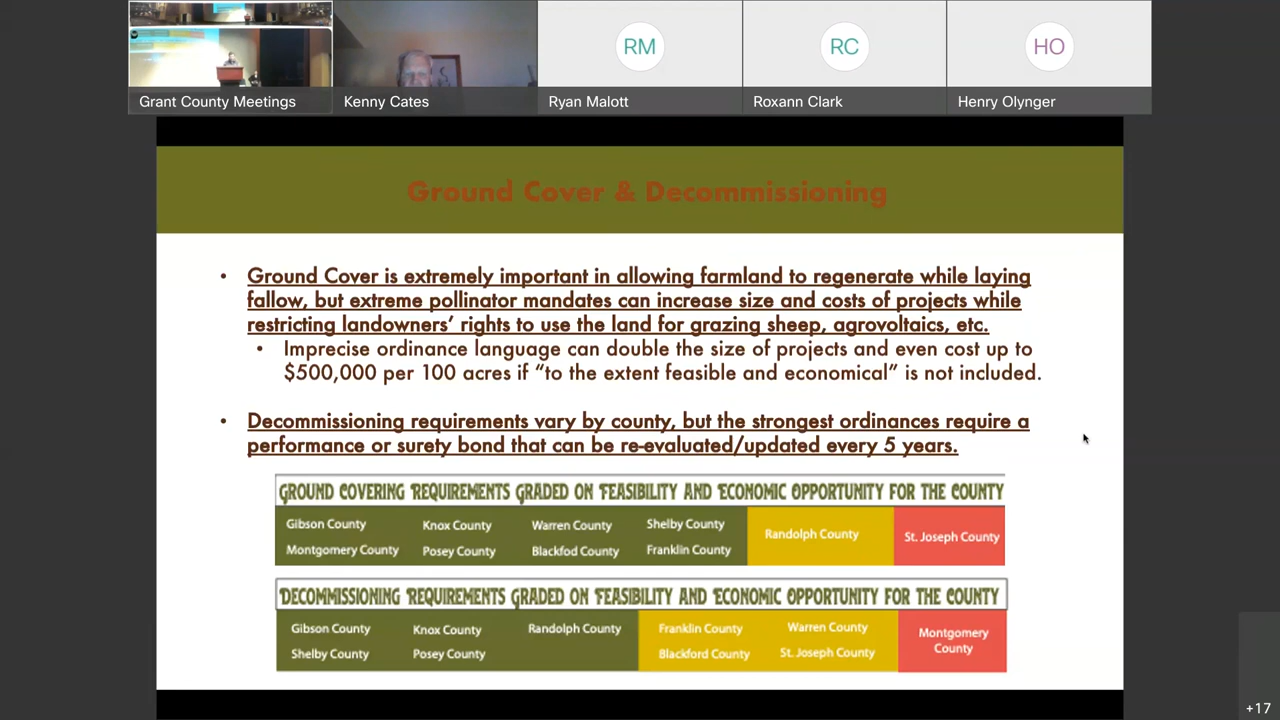 RM
RC
HO
Grant County Meetings
Kenny Cates
Ryan Malott
Roxann Clark
Henry Olynger
Ground Cover & Decommissioning
• Ground Cover is extremely important in allowing farmland to regenerate while laying
fallow, but extreme pollinator mandates can increase size and costs of projects while
restricting landowners' rights to use the land for grazing sheep, agrovoltaics, etc.
• Imprecise ordinance language can double the size of projects and even cost up to
$500,000 per 100 acres if "to the extent feasible and economical" is not included.
• Decommissioning requirements vary by county, but the strongest ordinances require a
performance or surety bond that can be re-evaluated/updated every 5 years.
GROUND COVERING REQUIREMENTS GRADED ON FEASIBILITY AND ECONOMIC OPPORTUNITY FOR THE COUNTY
Gibson County Knox County Warren County Shelby County
Randolph County St. Joseph County
Montgomery County Posey County Blackfod County Franklin County
DECOMMISSIONING REQUIREMENTS GRADED ON FEASIBILITY AND ECONOMIC OPPORTUNITY FOR THE COUNTY
Gibson County Knox County Randolph County Franklin County Warren County
Montgomery
County
Shelby County Posey County Blackford County St. Joseph County
+17